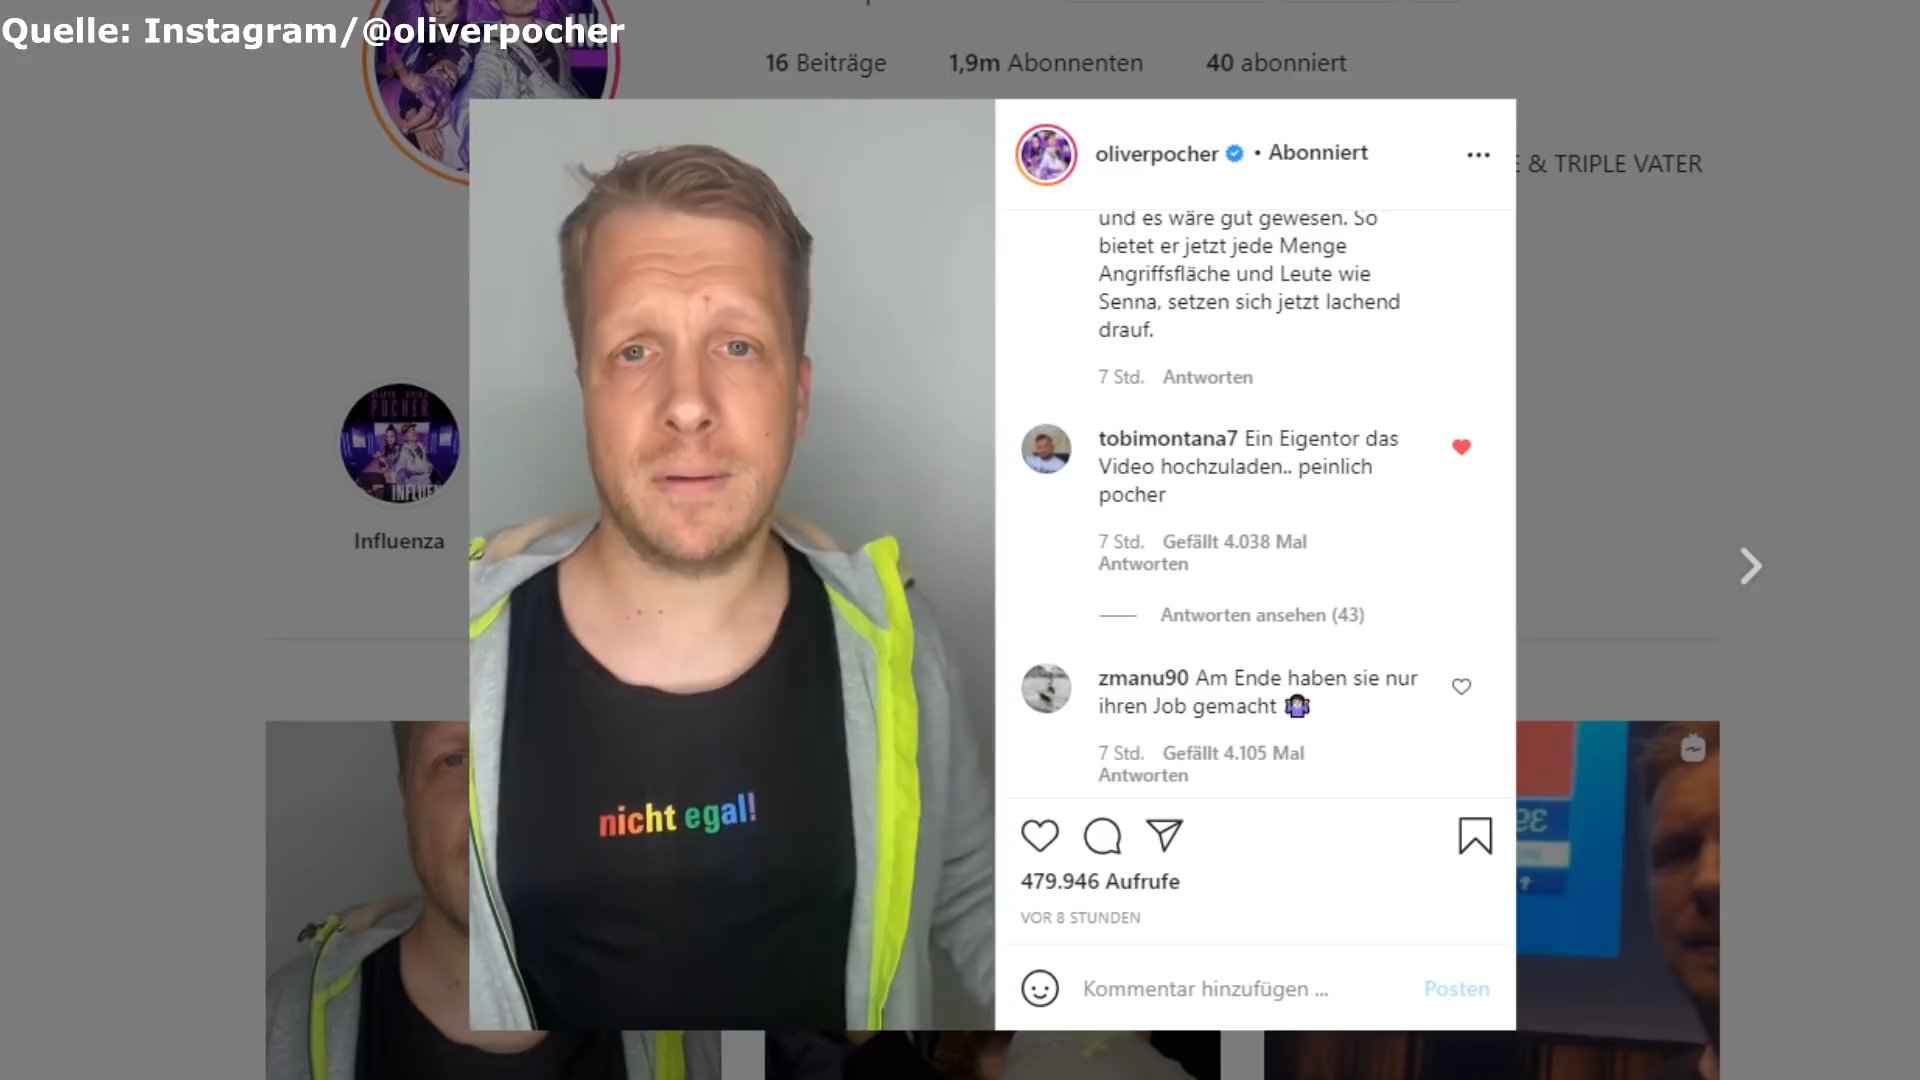 Quelle: Instagram/@oliverpocher
16 Beiträge 1,9m Abonnenten 40 abonniert
& TRIPLE VATER
oliverpocher • Abonniert
und es wäre gut gewesen. So
bietet er jetzt jede Menge
Angriffsfläche und Leute wie
Senna, setzen sich jetzt lachend
drauf.
7 Std. Antworten
POCHER
Influenza
tobimontana7 Ein Eigentor das
Video hochzuladen.. peinlich
pocher
7 Std. Gefällt 4.038 Mal
Antworten
Antworten ansehen (43)
zmanu90 Am Ende haben sie nur
ihren Job gemacht 🤷🏻‍♀️
7 Std. Gefällt 4.105 Mal
Antworten
nicht egal!
479.946 Aufrufe
VOR 8 STUNDEN
Kommentar hinzufügen ...
Posten